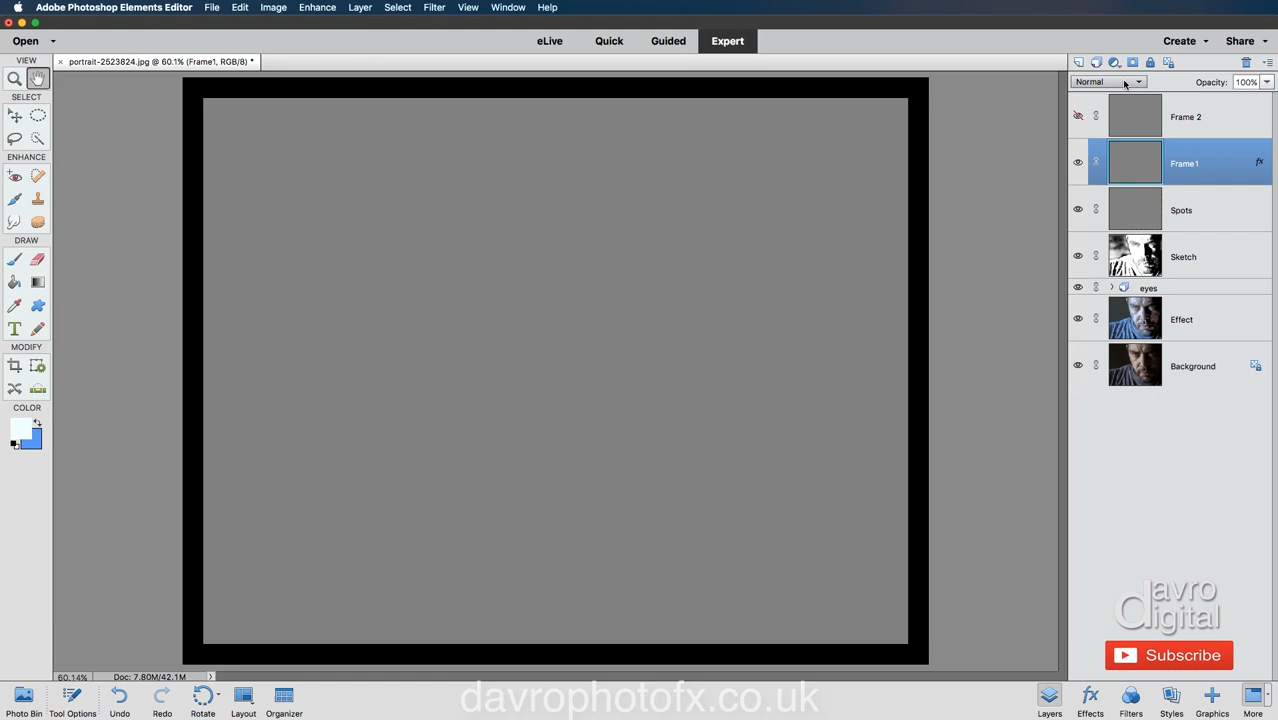 Adobe Photoshop Elements Editor File Edit Image Enhance Layer Select Filter View Window Help
Open eLive Quick Guided Expert Create Share
VIEW
× portrait-2523824.jpg @ 60.1% (Frame1, RGB/8) *
Normal Opacity: 100%
SELECT
Frame 2
ENHANCE
Frame1 fx
Spots
DRAW
Sketch
eyes
T
Effect
MODIFY
Background
COLOR
davro
digital
Subscribe
60.14% Doc: 7.80M/42.1M
davrophotofx.co.uk
Photo Bin Tool Options Undo Redo Rotate Layout Organizer Layers fx Effects Filters Styles Graphics More